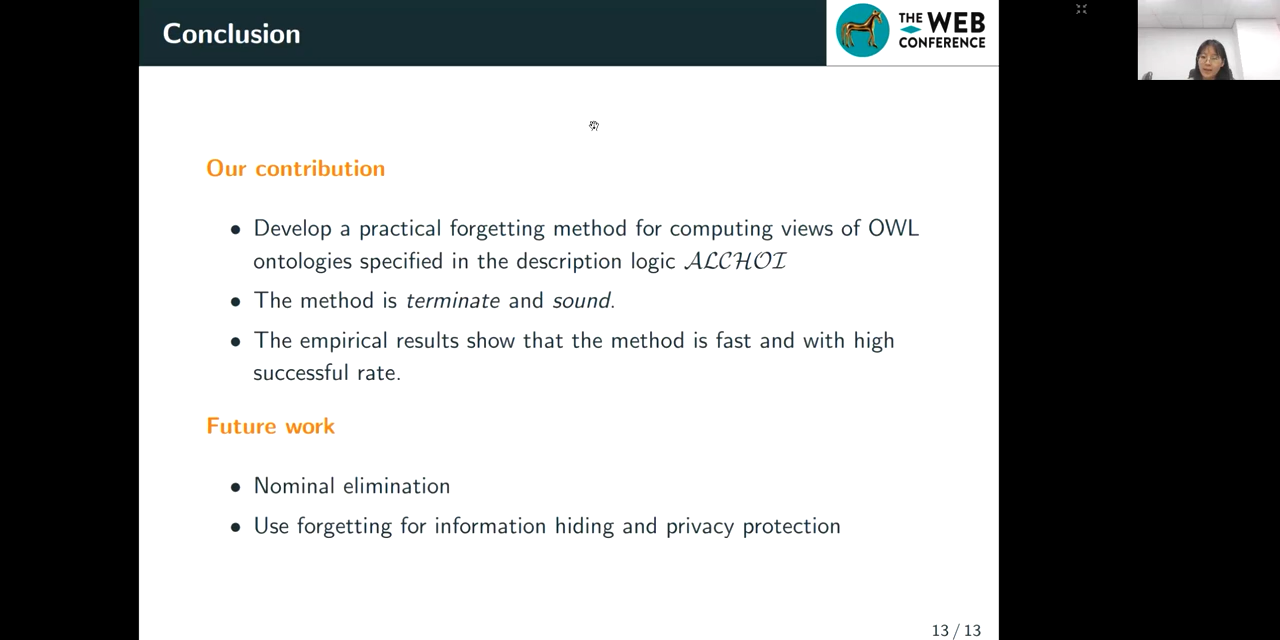 Conclusion
THE WEB
CONFERENCE
Our contribution
• Develop a practical forgetting method for computing views of OWL
ontologies specified in the description logic 𝒜ℒ𝒞ℋ𝒪ℐ
• The method is terminate and sound.
• The empirical results show that the method is fast and with high
successful rate.
Future work
• Nominal elimination
• Use forgetting for information hiding and privacy protection
13 / 13